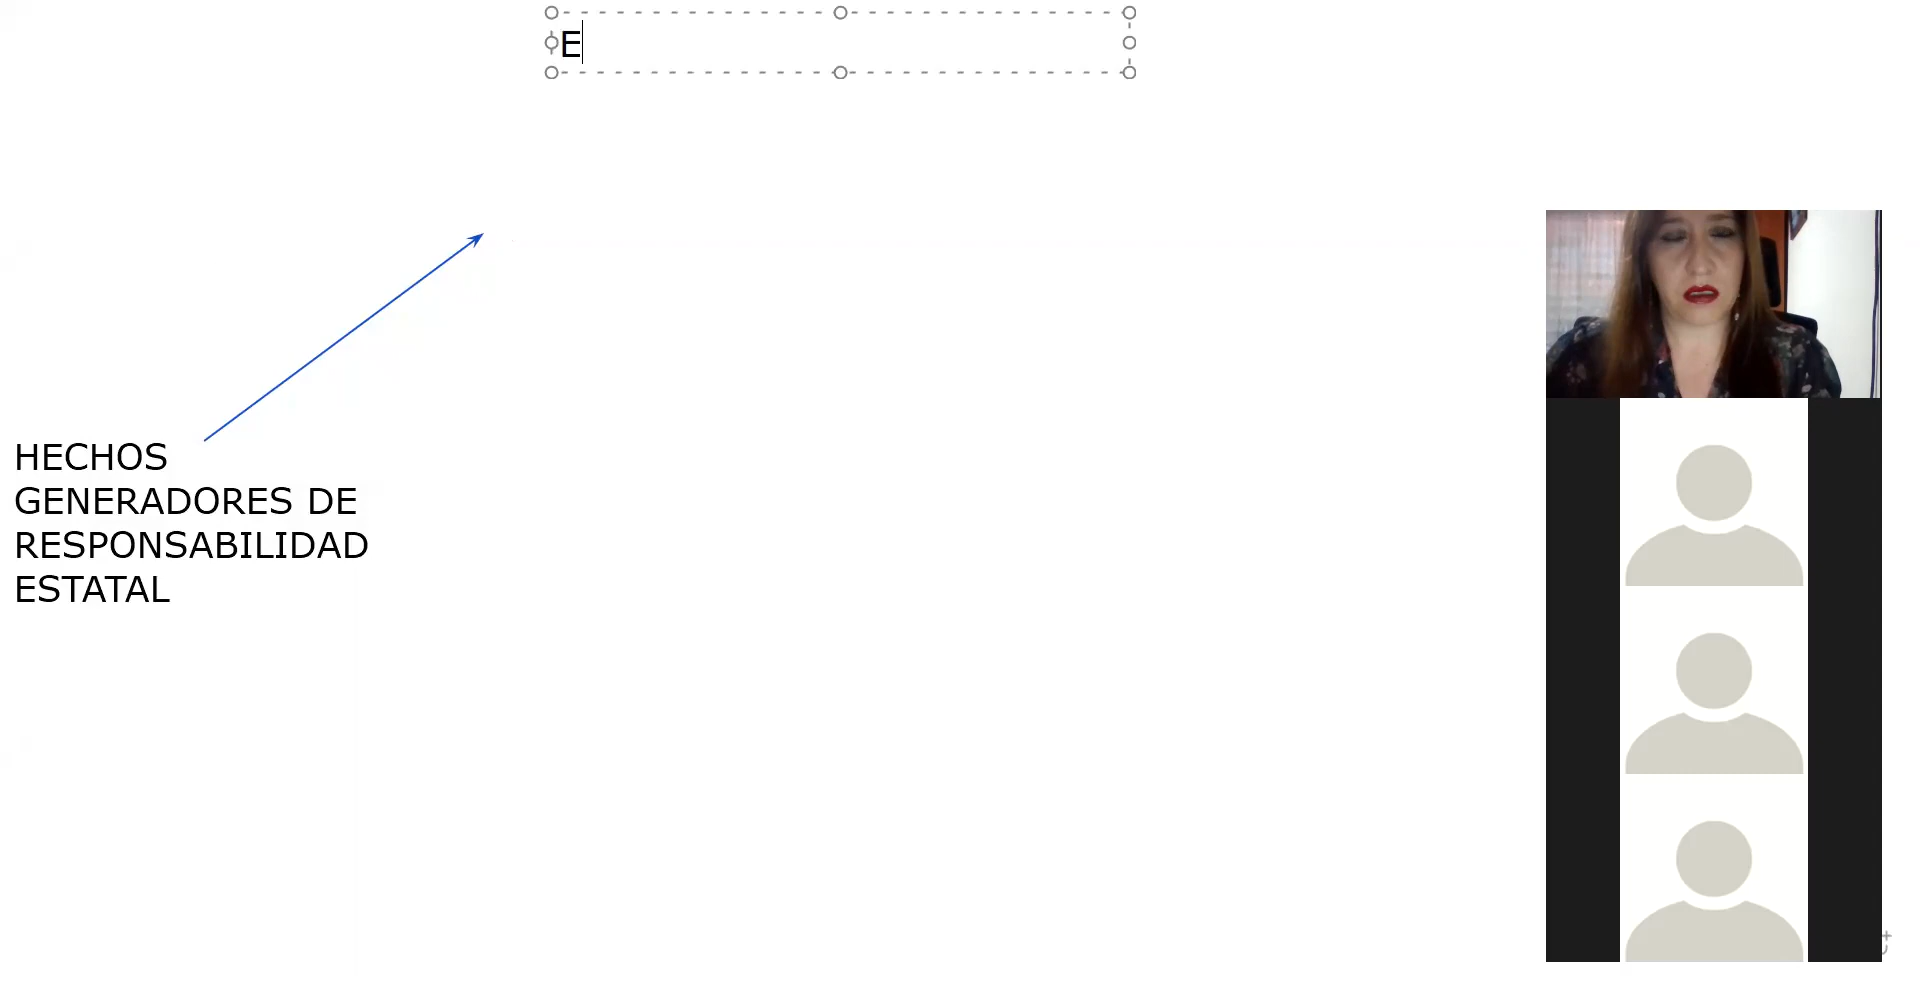 E
HECHOS
GENERADORES DE
RESPONSABILIDAD
ESTATAL